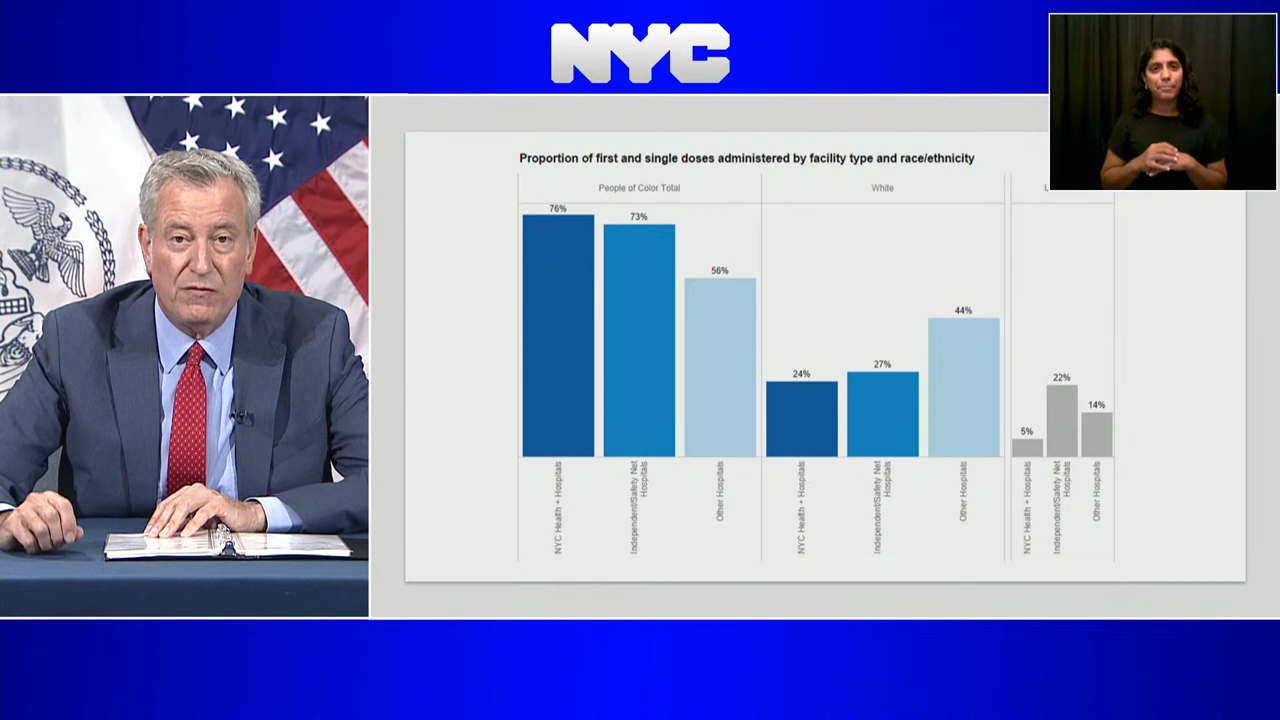 NYC
Proportion of first and single doses administered by facility type and race/ethnicity
People of Color Total
White
U
76%
73%
56%
24%
27%
44%
5%
22%
14%
NYC Health + Hospitals
Independent/Safety Net
Hospitals
Other Hospitals
NYC Health + Hospitals
Independent/Safety Net
Hospitals
Other Hospitals
NYC Health + Hospitals
Independent/Safety Net
Hospitals
Other Hospitals